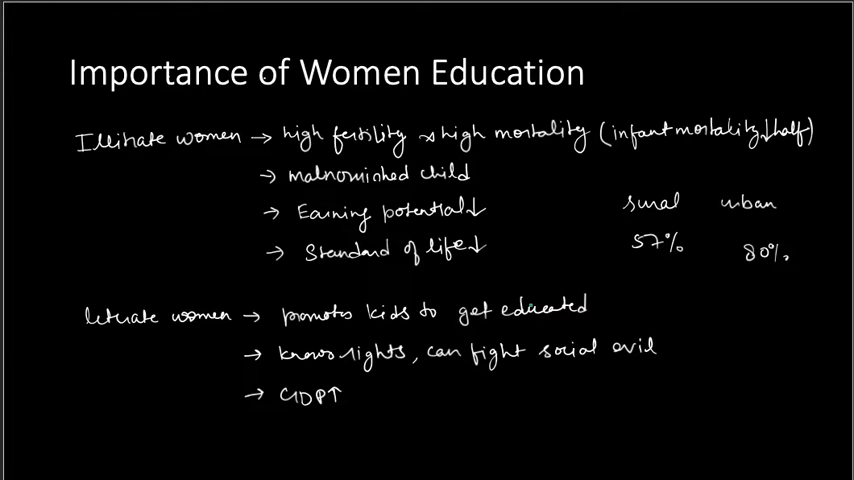 Importance of Women Education
Illitrate women → high fertility & high mortality (infant mortality ↓ half)
→ malnourished child
→ Earning potential ↓
rural urban
→ Standard of life ↓
57% 80%
literate women → promotes kids to get educated
→ knows rights, can fight social evil
→ GDP↑